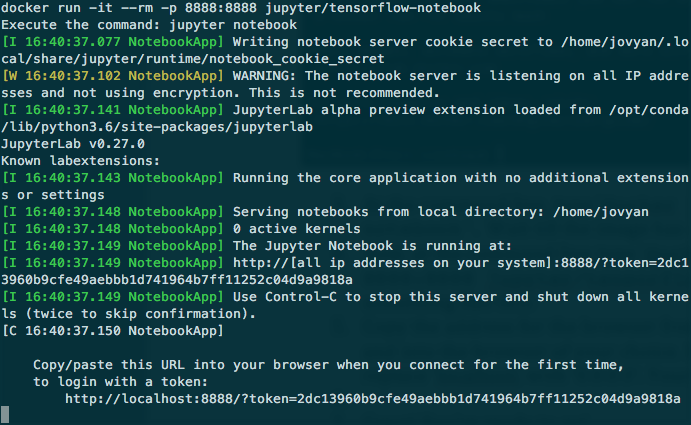 docker run -it --rm -p 8888:8888 jupyter/tensorflow-notebook
Execute the command: jupyter notebook
[I 16:40:37.077 NotebookApp] Writing notebook server cookie secret to /home/jovyan/.lo
cal/share/jupyter/runtime/notebook_cookie_secret
[W 16:40:37.102 NotebookApp] WARNING: The notebook server is listening on all IP addre
sses and not using encryption. This is not recommended.
[I 16:40:37.141 NotebookApp] JupyterLab alpha preview extension loaded from /opt/conda
/lib/python3.6/site-packages/jupyterlab
JupyterLab v0.27.0
Known labextensions:
[I 16:40:37.143 NotebookApp] Running the core application with no additional extension
s or settings
[I 16:40:37.148 NotebookApp] Serving notebooks from local directory: /home/jovyan
[I 16:40:37.148 NotebookApp] 0 active kernels
[I 16:40:37.149 NotebookApp] The Jupyter Notebook is running at:
[I 16:40:37.149 NotebookApp] http://[all ip addresses on your system]:8888/?token=2dc1
3960b9cfe49aebbb1d741964b7ff11252c04d9a9818a
[I 16:40:37.149 NotebookApp] Use Control-C to stop this server and shut down all kerne
ls (twice to skip confirmation).
[C 16:40:37.150 NotebookApp]
Copy/paste this URL into your browser when you connect for the first time,
to login with a token:
http://localhost:8888/?token=2dc13960b9cfe49aebbb1d741964b7ff11252c04d9a9818a